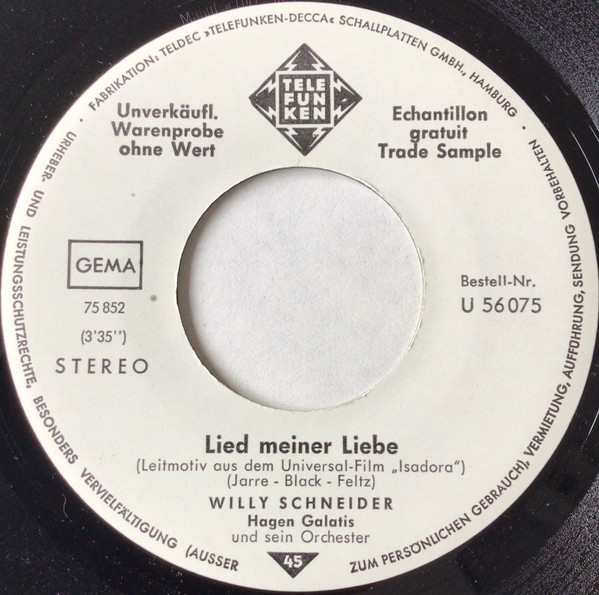 · FABRIKATION: TELDEC »TELEFUNKEN-DECCA« SCHALLPLATTEN GMBH., HAMBURG ·
URHEBER- UND LEISTUNGSSCHUTZRECHTE, BESONDERS VERVIELFÄLTIGUNG (AUSSER ZUM PERSÖNLICHEN GEBRAUCH), VERMIETUNG, AUFFÜHRUNG, SENDUNG VORBEHALTEN
TELE
FUN
KEN
Unverkäufl.
Warenprobe
ohne Wert
Echantillon
gratuit
Trade Sample
GEMA
75 852
(3'35'')
STEREO
Bestell-Nr.
U 56 075
Lied meiner Liebe
(Leitmotiv aus dem Universal-Film „Isadora“)
(Jarre - Black - Feltz)
WILLY SCHNEIDER
Hagen Galatis
und sein Orchester
45